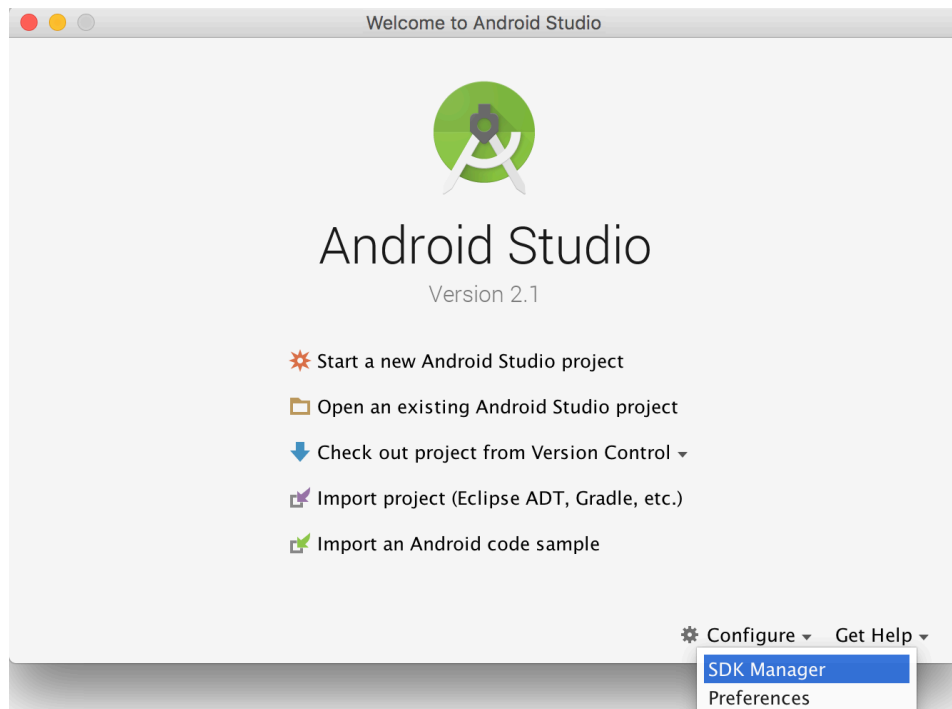 Welcome to Android Studio
Android Studio
Version 2.1
Start a new Android Studio project
Open an existing Android Studio project
Check out project from Version Control
Import project (Eclipse ADT, Gradle, etc.)
Import an Android code sample
Configure Get Help
SDK Manager
Preferences